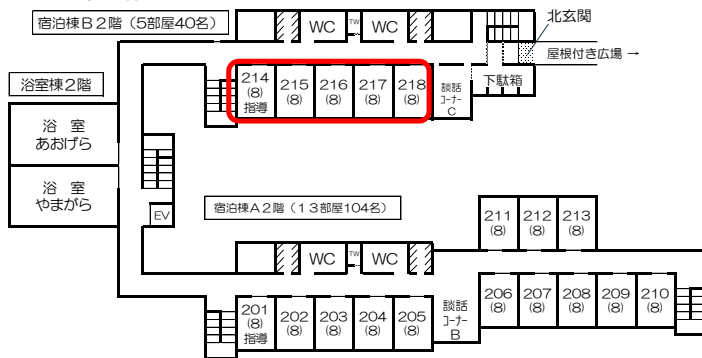 宿泊棟B2階（5部屋40名）
WC
TW
WC
北玄関
屋根付き広場 →
下駄箱
浴室棟2階
214
(8)
指導
215
(8)
216
(8)
217
(8)
218
(8)
談話
コーナー
C
浴 室
あおげら
浴 室
やまがら
EV
宿泊棟A2階（13部屋104名）
211
(8)
212
(8)
213
(8)
WC
TW
WC
201
(8)
指導
202
(8)
203
(8)
204
(8)
205
(8)
談話
コーナー
B
206
(8)
207
(8)
208
(8)
209
(8)
210
(8)